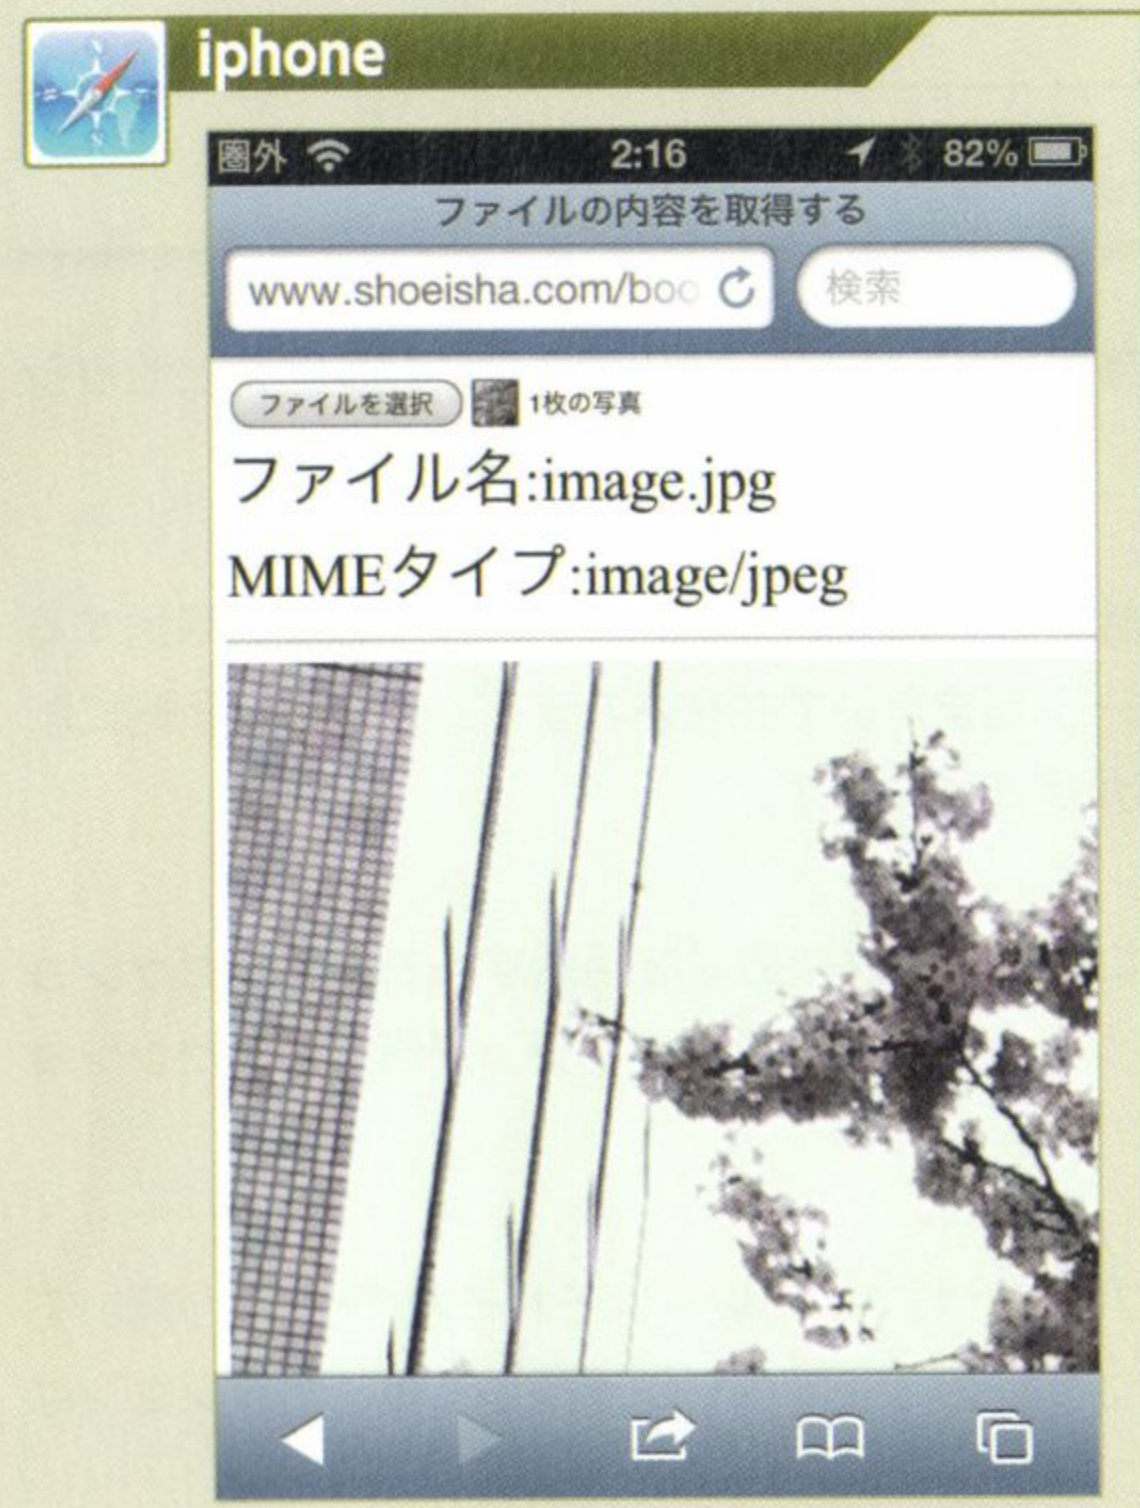 iphone
圏外 2:16 82%
ファイルの内容を取得する
www.shoeisha.com/boo 検索
ファイルを選択 1枚の写真
ファイル名:image.jpg
MIMEタイプ:image/jpeg